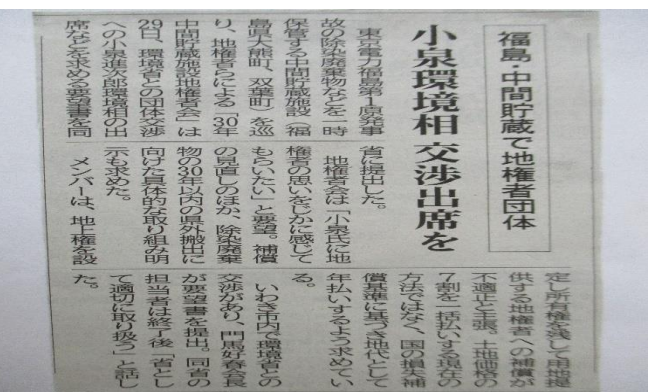 福島・中間貯蔵で地権者団体
小泉環境相 交渉出席を
東京電力福島第１原発事
故の除染廃棄物などを一時
保管する中間貯蔵施設（福
島県大熊町、双葉町）を巡
り、地権者らによる「３０年
中間貯蔵施設地権者会」は
２９日、環境省との団体交渉
への小泉進次郎環境相の出
席などを求める要望書を同
省に提出した。
地権者会は「小泉氏に地
権者の思いをじかに感じて
もらいたい」と要望。補償
の見直しのほか、除染廃棄
物の３０年以内の県外搬出に
向けた具体的な取り組み明
示も求めた。
メンバーは、地上権を設
定し所有権を残して用地提
供する地権者への補償が
不適正と主張、土地価格の
７割を一括払いする現在の
方法ではなく、国の損失補
償基準に基づき地代として
年払いするよう求めてい
る。
いわき市内で環境省との
交渉があり、門馬好春会長
が要望書を提出。同省の
担当者は終了後「省とし
て適切に取り扱う」と話し
た。